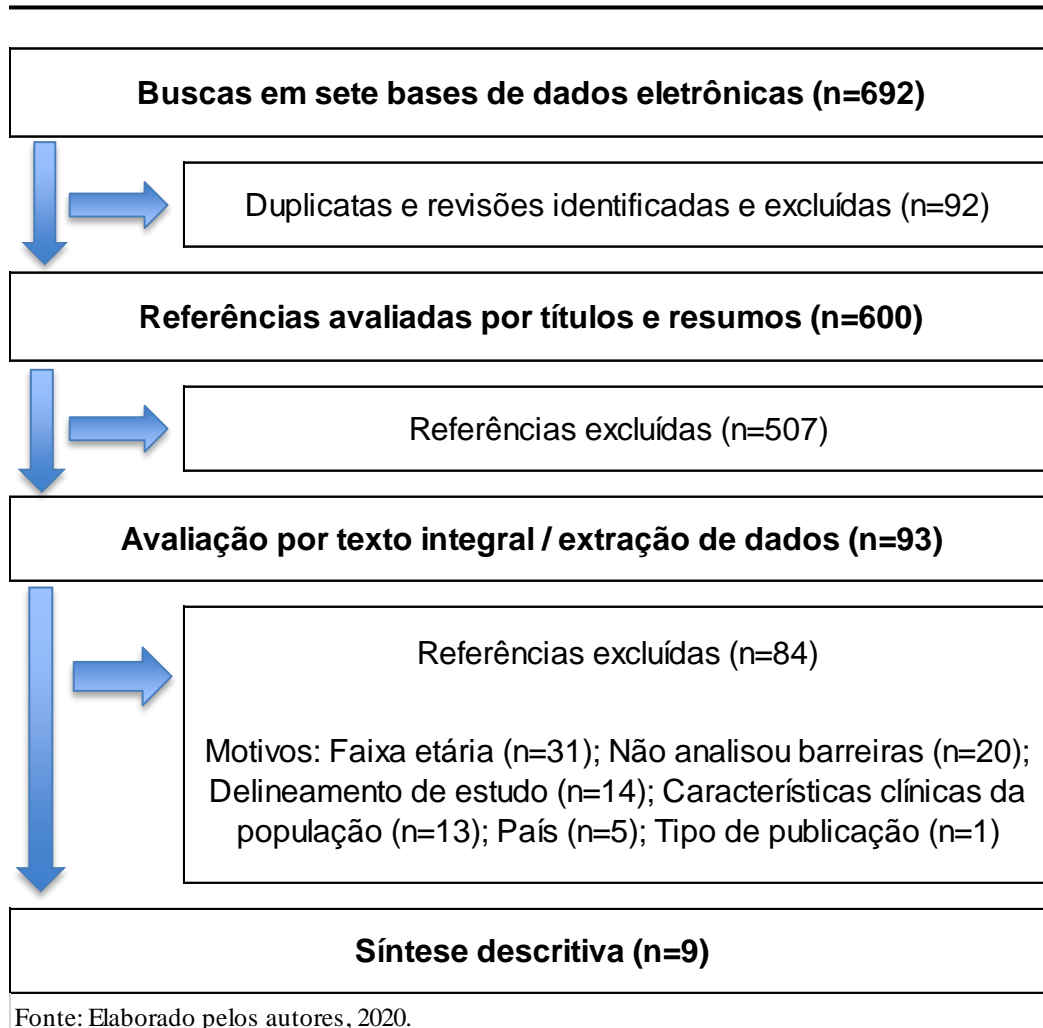 Buscas em sete bases de dados eletrônicas (n=692)
Duplicatas e revisões identificadas e excluídas (n=92)
Referências avaliadas por títulos e resumos (n=600)
Referências excluídas (n=507)
Avaliação por texto integral / extração de dados (n=93)
Referências excluídas (n=84)
Motivos: Faixa etária (n=31); Não analisou barreiras (n=20);
Delineamento de estudo (n=14); Características clínicas da
população (n=13); País (n=5); Tipo de publicação (n=1)
Síntese descritiva (n=9)
Fonte: Elaborado pelos autores, 2020.